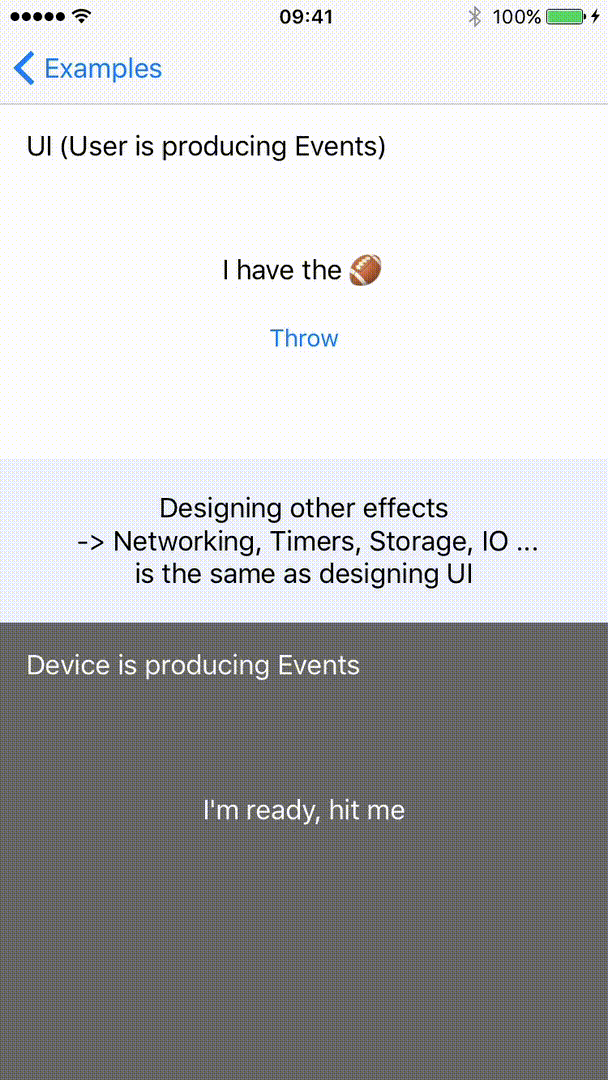 09:41
100%
Examples
UI (User is producing Events)
I have the 🏈
Throw
Designing other effects
-> Networking, Timers, Storage, IO ...
is the same as designing UI
Device is producing Events
I'm ready, hit me